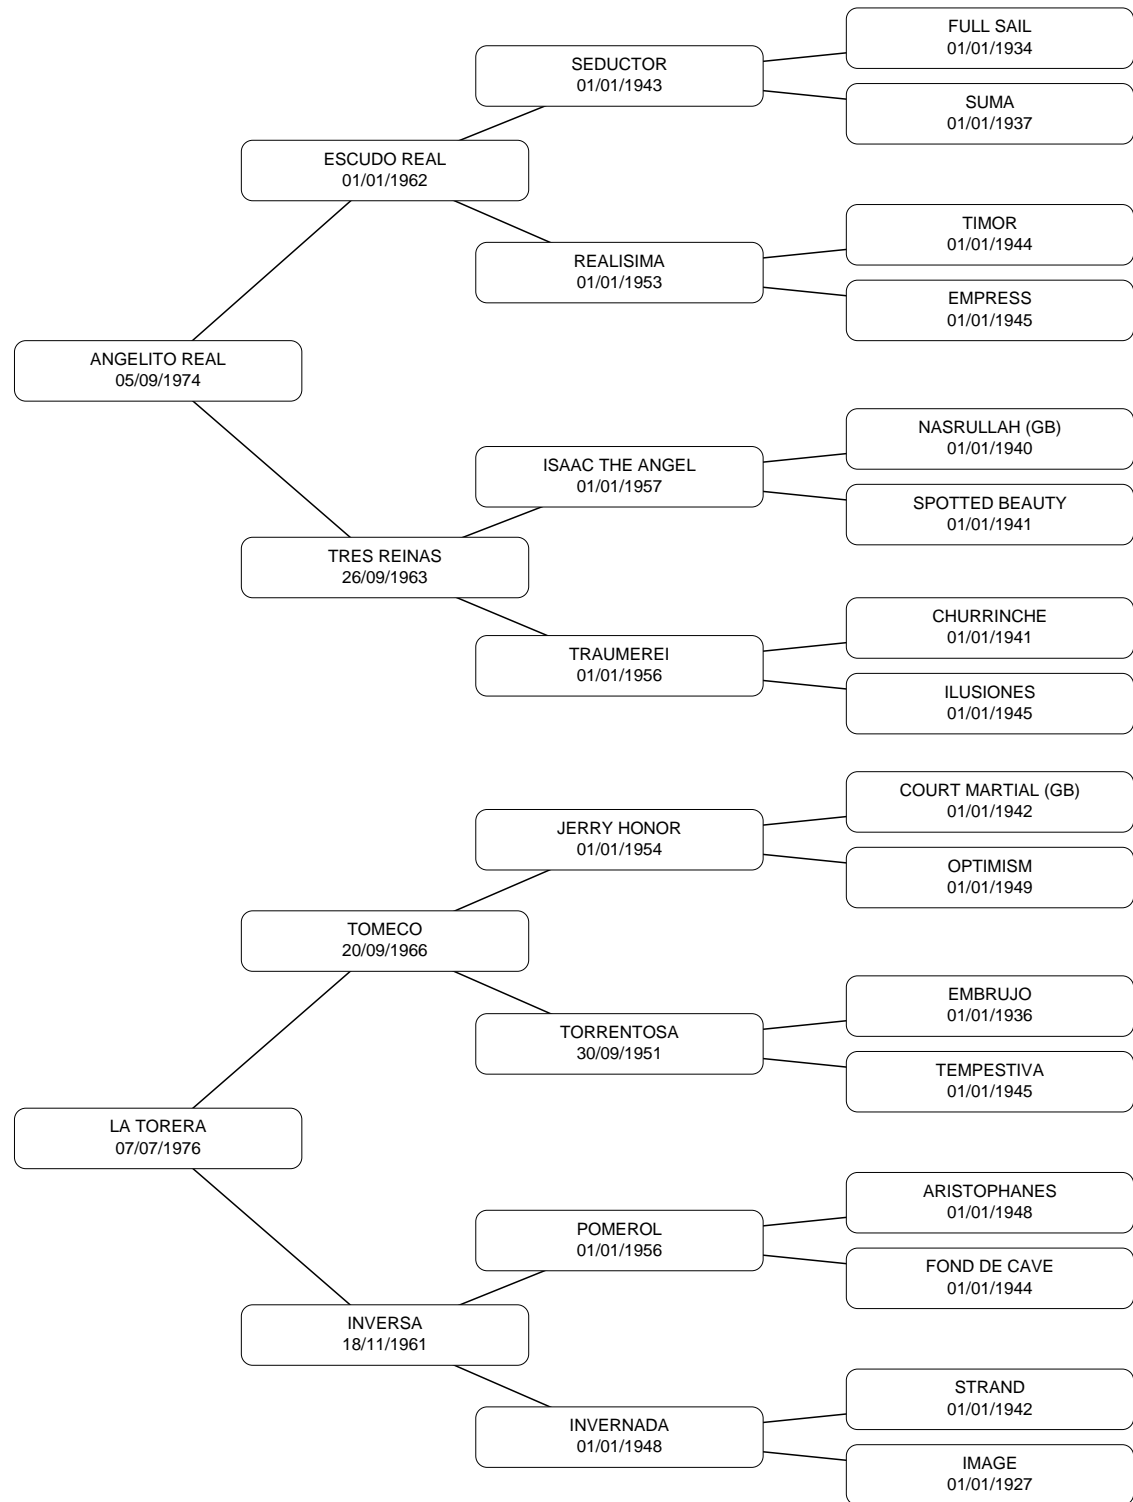 FULL SAIL
01/01/1934
SEDUCTOR
01/01/1943
SUMA
01/01/1937
ESCUDO REAL
01/01/1962
TIMOR
01/01/1944
REALISIMA
01/01/1953
EMPRESS
01/01/1945
ANGELITO REAL
05/09/1974
NASRULLAH (GB)
01/01/1940
ISAAC THE ANGEL
01/01/1957
SPOTTED BEAUTY
01/01/1941
TRES REINAS
26/09/1963
CHURRINCHE
01/01/1941
TRAUMEREI
01/01/1956
ILUSIONES
01/01/1945
COURT MARTIAL (GB)
01/01/1942
JERRY HONOR
01/01/1954
OPTIMISM
01/01/1949
TOMECO
20/09/1966
EMBRUJO
01/01/1936
TORRENTOSA
30/09/1951
TEMPESTIVA
01/01/1945
LA TORERA
07/07/1976
ARISTOPHANES
01/01/1948
POMEROL
01/01/1956
FOND DE CAVE
01/01/1944
INVERSA
18/11/1961
STRAND
01/01/1942
INVERNADA
01/01/1948
IMAGE
01/01/1927